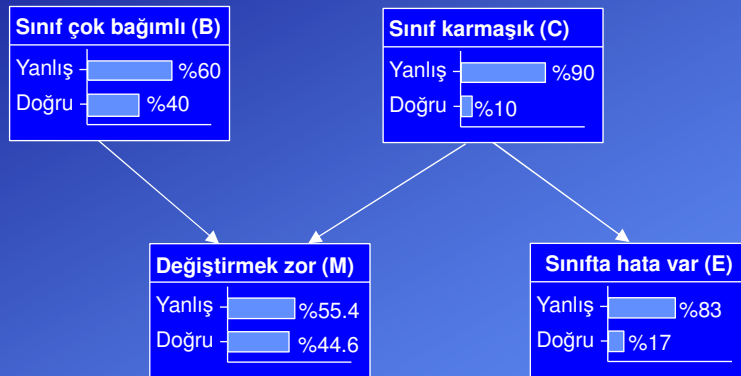 Sınıf çok bağımlı (B)
Yanlış %60
Doğru %40
Sınıf karmaşık (C)
Yanlış %90
Doğru %10
Değiştirmek zor (M)
Yanlış %55.4
Doğru %44.6
Sınıfta hata var (E)
Yanlış %83
Doğru %17